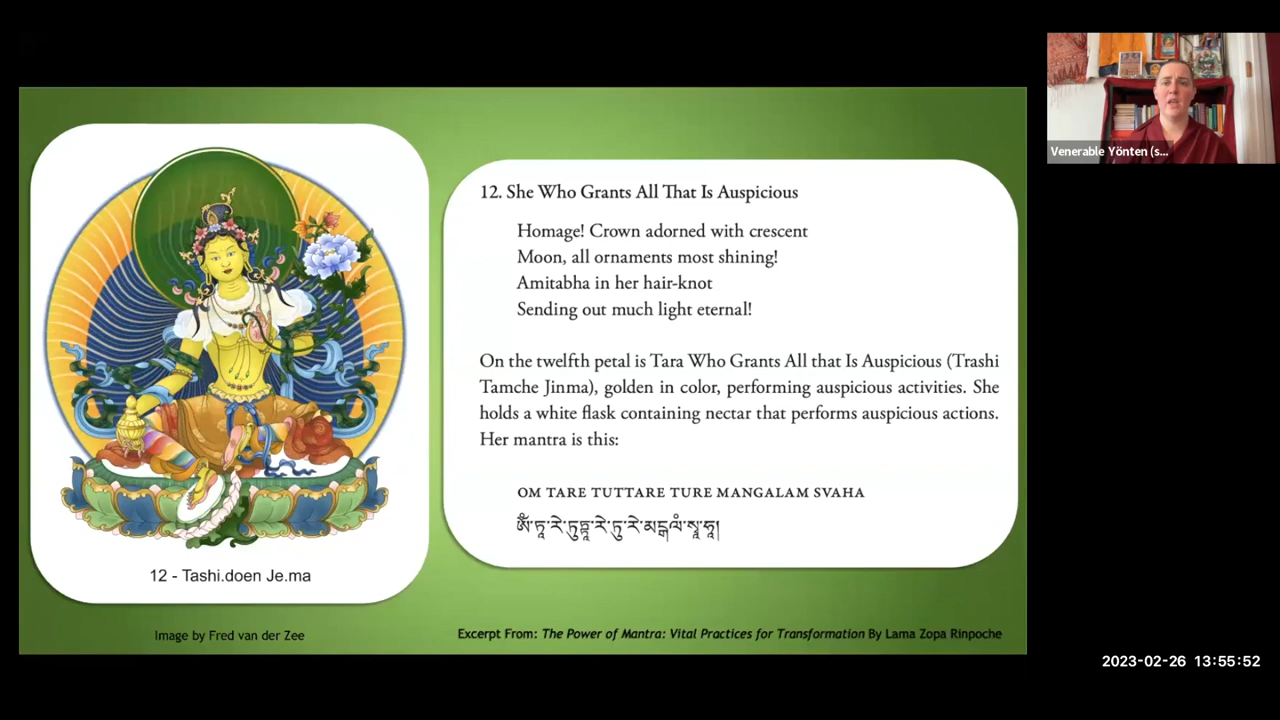 12. She Who Grants All That Is Auspicious
Homage! Crown adorned with crescent
Moon, all ornaments most shining!
Amitabha in her hair-knot
Sending out much light eternal!
On the twelfth petal is Tara Who Grants All that Is Auspicious (Trashi
Tamche Jinma), golden in color, performing auspicious activities. She
holds a white flask containing nectar that performs auspicious actions.
Her mantra is this:
OM TARE TUTTARE TURE MANGALAM SVAHA
ཨོཾ་ཏཱ་རེ་ཏུཏྟཱ་རེ་ཏུ་རེ་མངྒལཾ་སྭཱ་ཧཱ།
12 - Tashi.doen Je.ma
Image by Fred van der Zee
Excerpt From: The Power of Mantra: Vital Practices for Transformation By Lama Zopa Rinpoche
Venerable Yönten (s...
2023-02-26 13:55:52